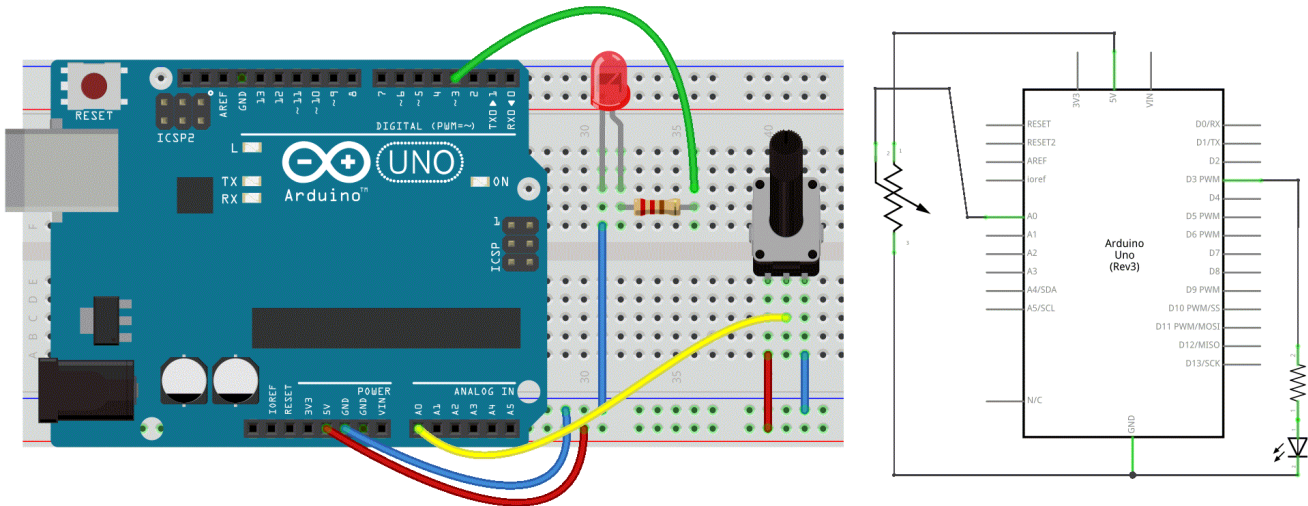 RESET
ICSP2
AREF
GND
13
12
~11
~10
~9
8
7
~6
~5
4
~3
2
TX0▶1
RX0◀0
DIGITAL (PWM=~)
L
TX
RX
UNO
Arduino™
ON
1
ICSP
POWER
ANALOG IN
IOREF
RESET
3V3
5V
GND
GND
VIN
A0
A1
A2
A3
A4
A5
30
35
40
30
35
F
E
D
C
B
A
3V3
5V
VIN
RESET
RESET2
AREF
ioref
A0
A1
A2
A3
A4/SDA
A5/SCL
N/C
D0/RX
D1/TX
D2
D3 PWM
D4
D5 PWM
D6 PWM
D7
D8
D9 PWM
D10 PWM/SS
D11 PWM/MOSI
D12/MISO
D13/SCK
Arduino
Uno
(Rev3)
GND